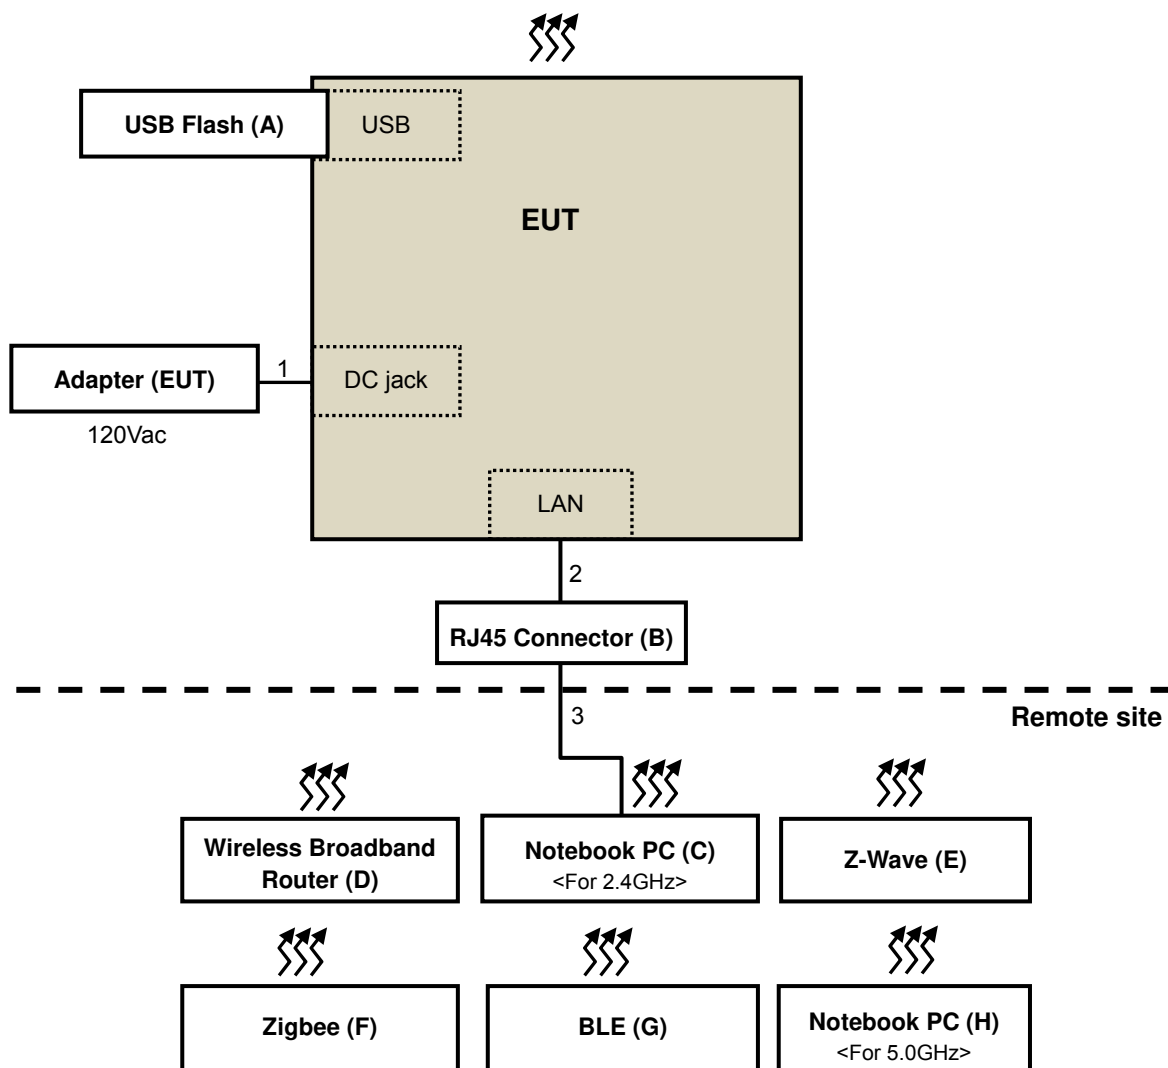 USB Flash (A)
USB
EUT
Adapter (EUT)
1
DC jack
120Vac
LAN
2
RJ45 Connector (B)
3
Remote site
Wireless Broadband
Router (D)
Notebook PC (C)
<For 2.4GHz>
Z-Wave (E)
Zigbee (F)
BLE (G)
Notebook PC (H)
<For 5.0GHz>